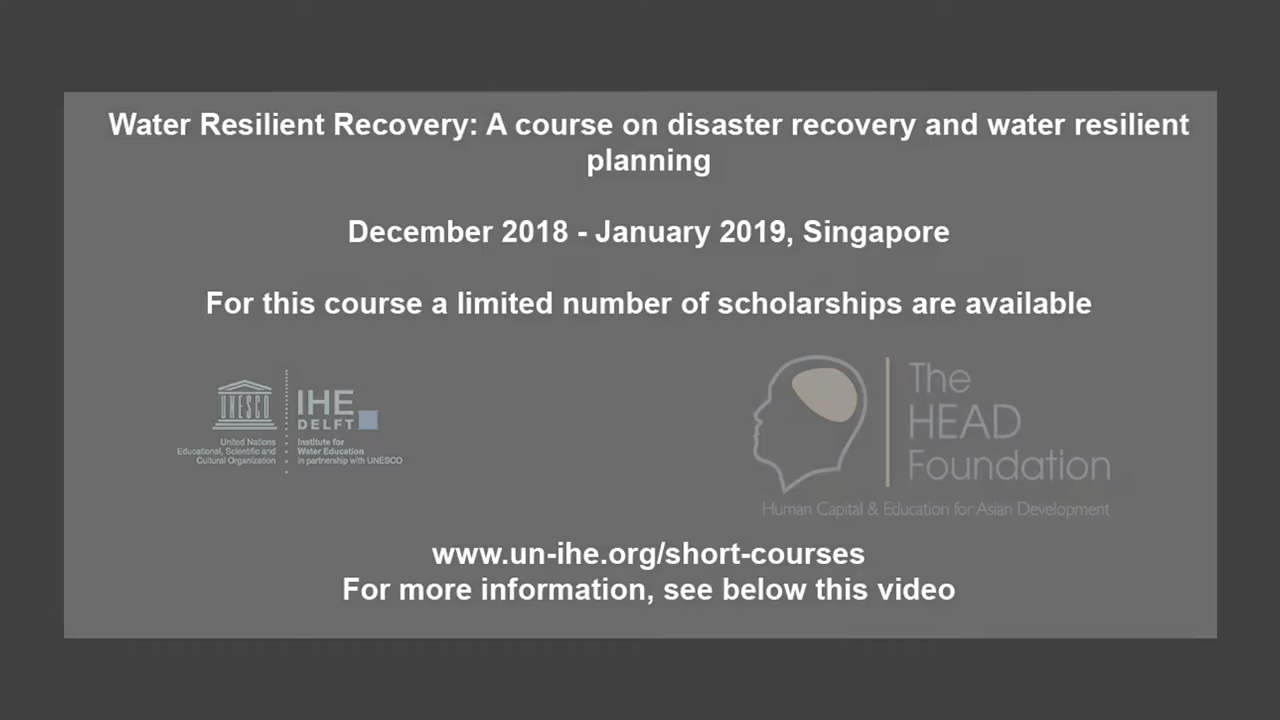 Water Resilient Recovery: A course on disaster recovery and water resilient
planning
December 2018 - January 2019, Singapore
For this course a limited number of scholarships are available
UNESCO
United Nations
Educational, Scientific and
Cultural Organization
IHE
DELFT
Institute for
Water Education
in partnership with UNESCO
The
HEAD
Foundation
Human Capital & Education for Asian Development
www.un-ihe.org/short-courses
For more information, see below this video